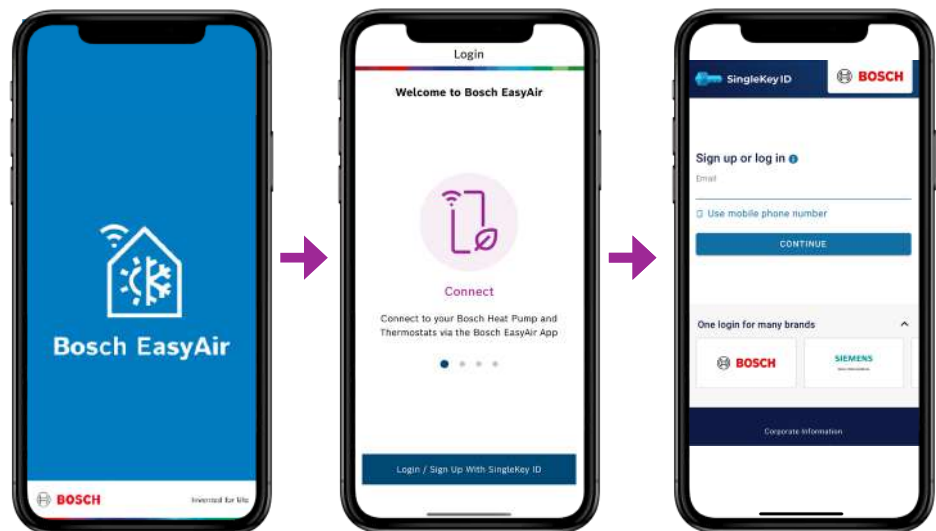 Bosch EasyAir
BOSCH
Invented for life
Login
Welcome to Bosch EasyAir
Connect
Connect to your Bosch Heat Pump and
Thermostats via the Bosch EasyAir App
Login / Sign Up With SingleKey ID
SingleKey ID
BOSCH
Sign up or log in
Email
Use mobile phone number
CONTINUE
One login for many brands
BOSCH
SIEMENS
Corporate Information